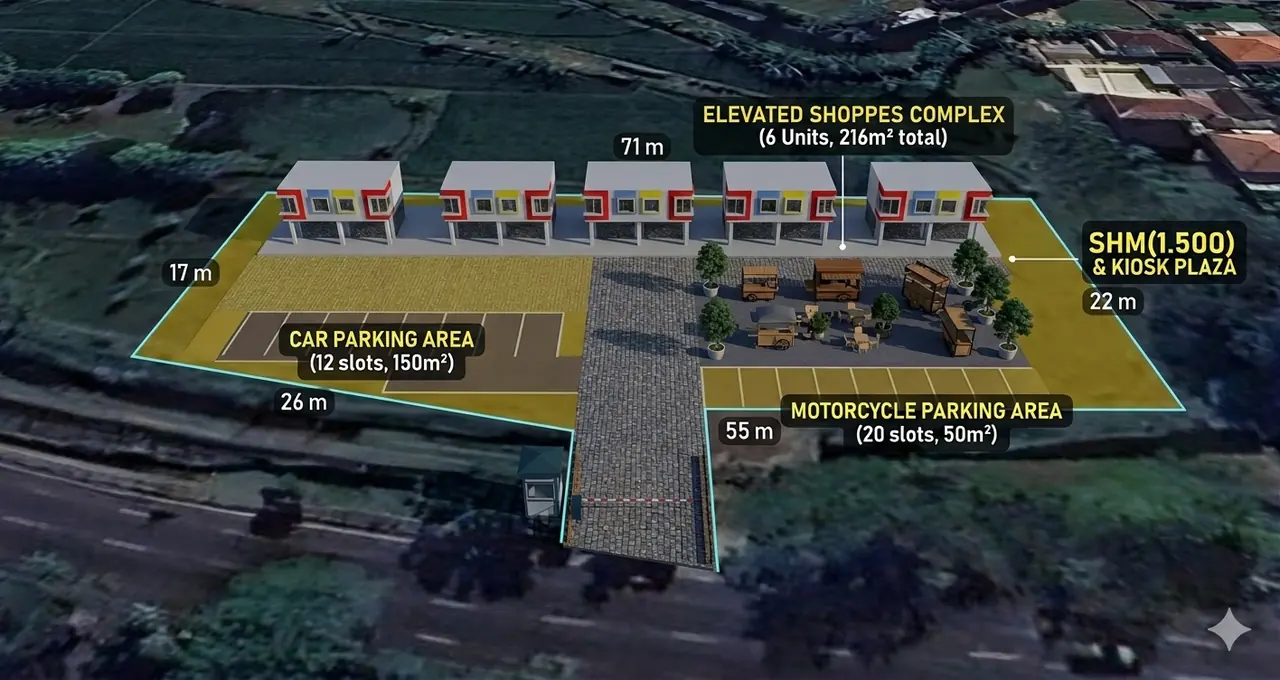 ELEVATED SHOPPES COMPLEX
(6 Units, 216m² total)
71 m
SHM(1.500)
& KIOSK PLAZA
17 m
22 m
CAR PARKING AREA
(12 slots, 150m²)
26 m
MOTORCYCLE PARKING AREA
(20 slots, 50m²)
55 m